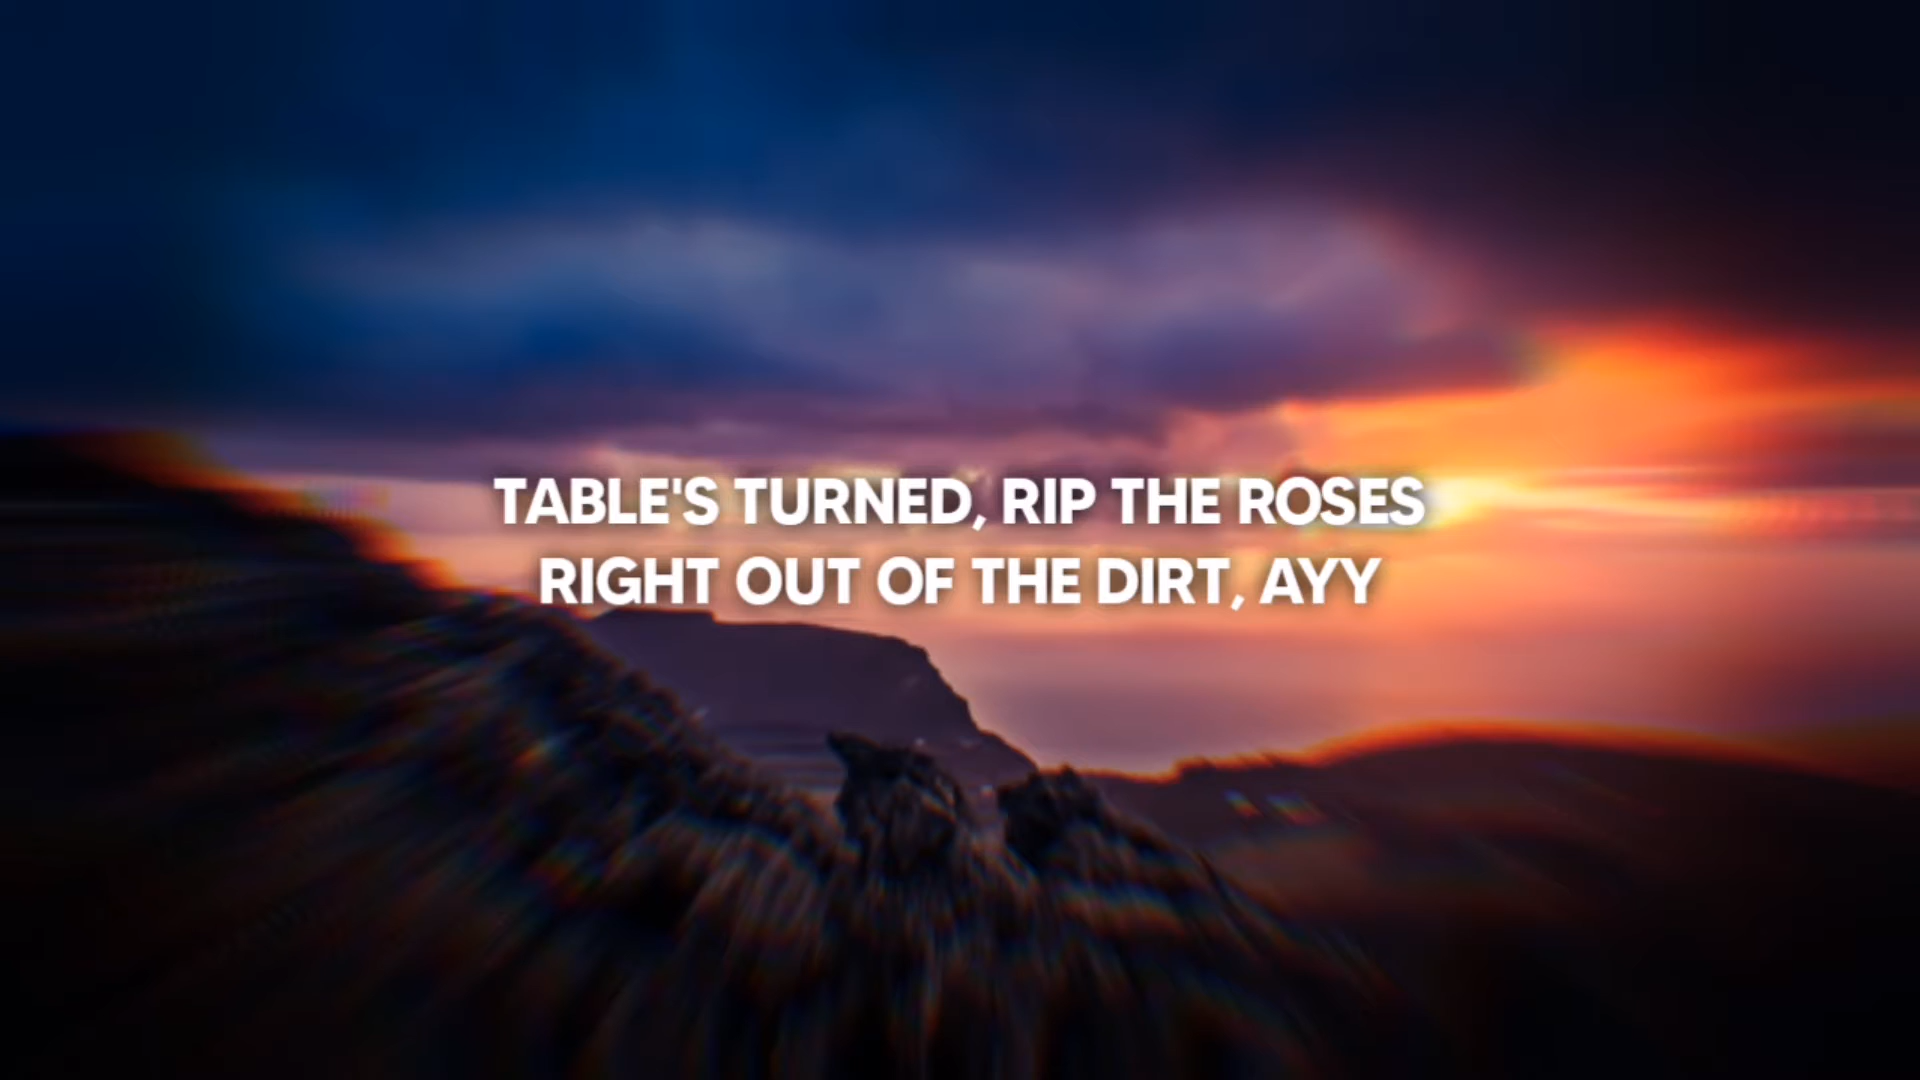 TABLE'S TURNED, RIP THE ROSES
RIGHT OUT OF THE DIRT, AYY